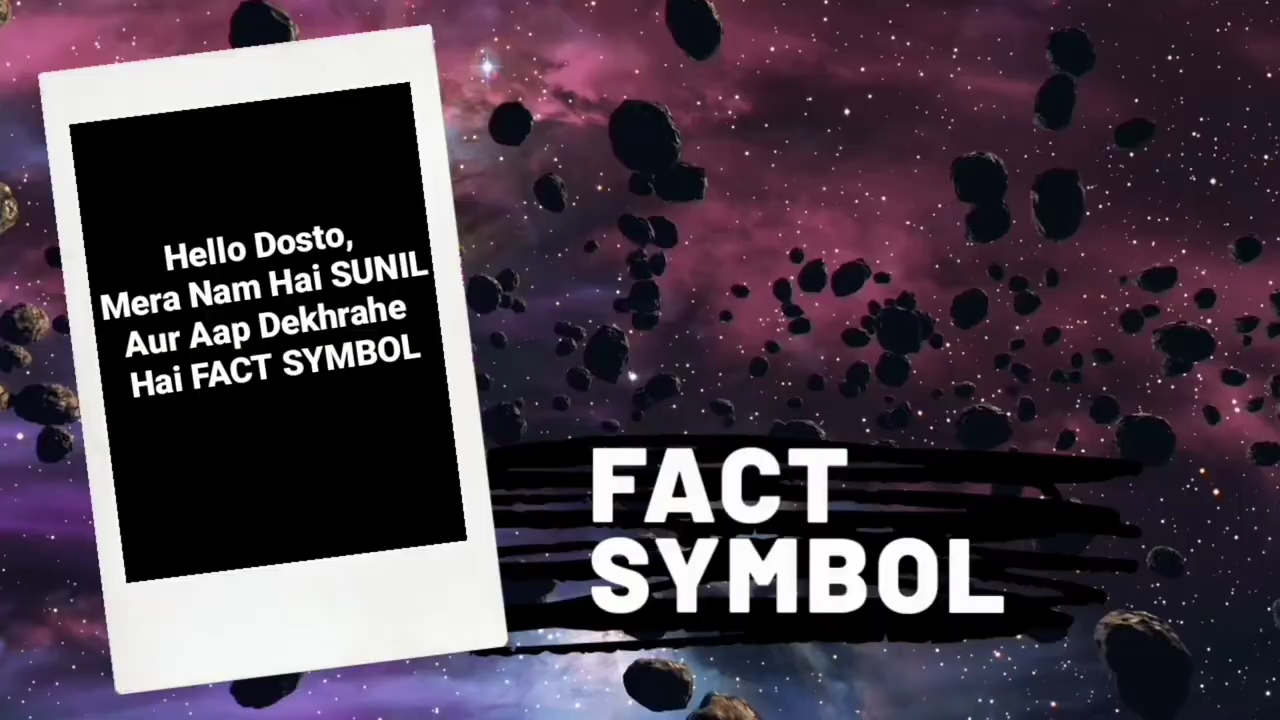 Hello Dosto,
Mera Nam Hai SUNIL
Aur Aap Dekhrahe
Hai FACT SYMBOL
FACT
SYMBOL